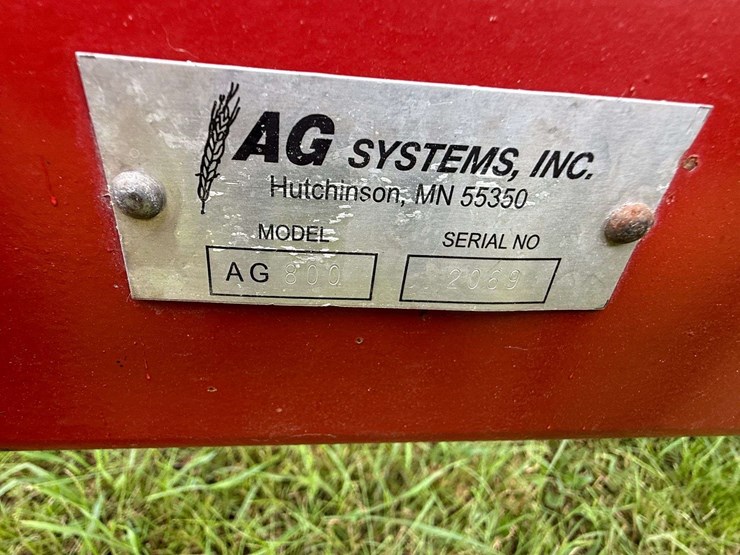 AG SYSTEMS, INC.
Hutchinson, MN 55350
MODEL
SERIAL NO
AG 800
2069